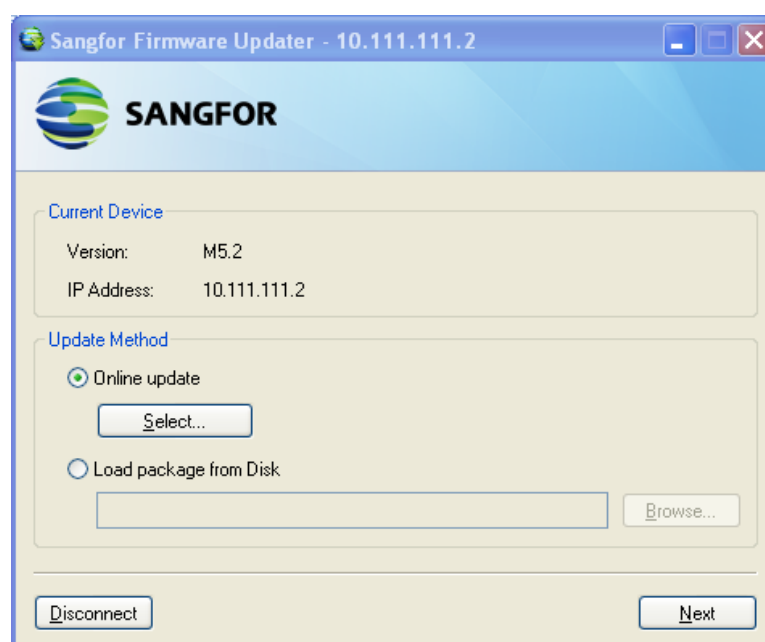 Sangfor Firmware Updater - 10.111.111.2
SANGFOR
Current Device
Version: M5.2
IP Address: 10.111.111.2
Update Method
Online update
Select...
Load package from Disk
Browse...
Disconnect
Next